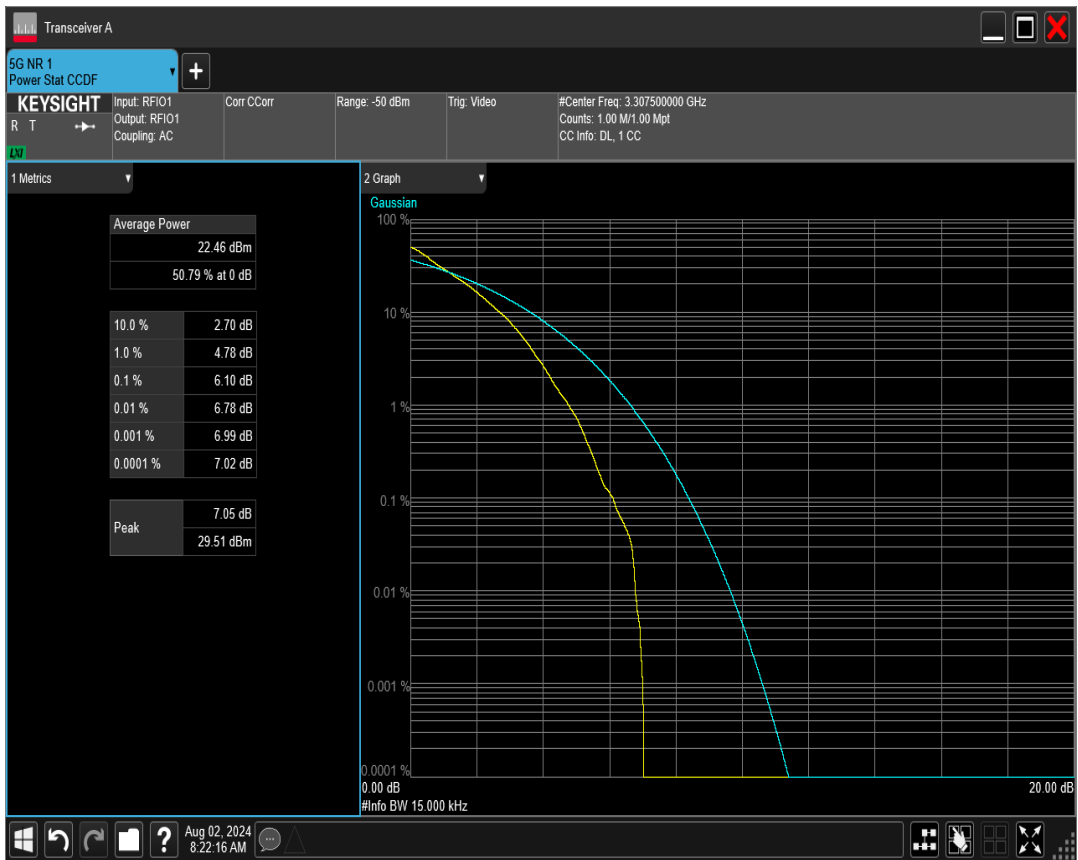 Transceiver A
5G NR 1
Power Stat CCDF
+
KEYSIGHT
R T
LXI
Input: RFIO1
Output: RFIO1
Coupling: AC
Corr CCorr
Range: -50 dBm
Trig: Video
#Center Freq: 3.307500000 GHz
Counts: 1.00 M/1.00 Mpt
CC Info: DL, 1 CC
1 Metrics
Average Power
22.46 dBm
50.79 % at 0 dB
10.0 % 2.70 dB
1.0 % 4.78 dB
0.1 % 6.10 dB
0.01 % 6.78 dB
0.001 % 6.99 dB
0.0001 % 7.02 dB
Peak
7.05 dB
29.51 dBm
2 Graph
Gaussian
100 %
10 %
1 %
0.1 %
0.01 %
0.001 %
0.0001 %
0.00 dB 20.00 dB
#Info BW 15.000 kHz
?
Aug 02, 2024
8:22:16 AM